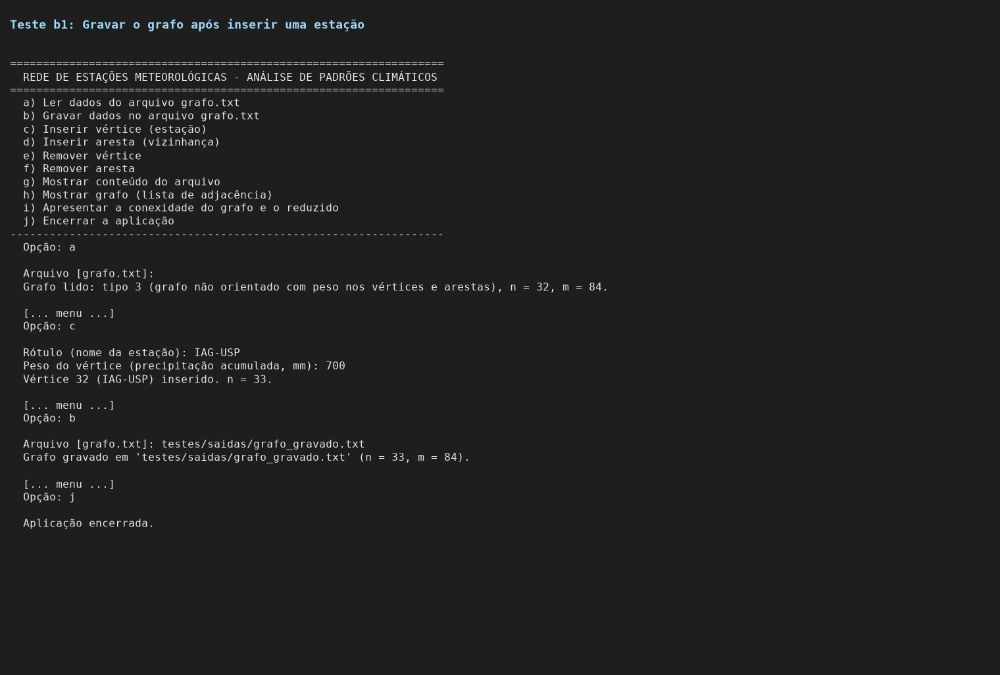 Teste b1: Gravar o grafo após inserir uma estação
==================================================================
REDE DE ESTAÇÕES METEOROLÓGICAS - ANÁLISE DE PADRÕES CLIMÁTICOS
==================================================================
a) Ler dados do arquivo grafo.txt
b) Gravar dados no arquivo grafo.txt
c) Inserir vértice (estação)
d) Inserir aresta (vizinhança)
e) Remover vértice
f) Remover aresta
g) Mostrar conteúdo do arquivo
h) Mostrar grafo (lista de adjacência)
i) Apresentar a conexidade do grafo e o reduzido
j) Encerrar a aplicação
------------------------------------------------------------------
Opção: a
Arquivo [grafo.txt]:
Grafo lido: tipo 3 (grafo não orientado com peso nos vértices e arestas), n = 32, m = 84.
[... menu ...]
Opção: c
Rótulo (nome da estação): IAG-USP
Peso do vértice (precipitação acumulada, mm): 700
Vértice 32 (IAG-USP) inserido. n = 33.
[... menu ...]
Opção: b
Arquivo [grafo.txt]: testes/saidas/grafo_gravado.txt
Grafo gravado em 'testes/saidas/grafo_gravado.txt' (n = 33, m = 84).
[... menu ...]
Opção: j
Aplicação encerrada.